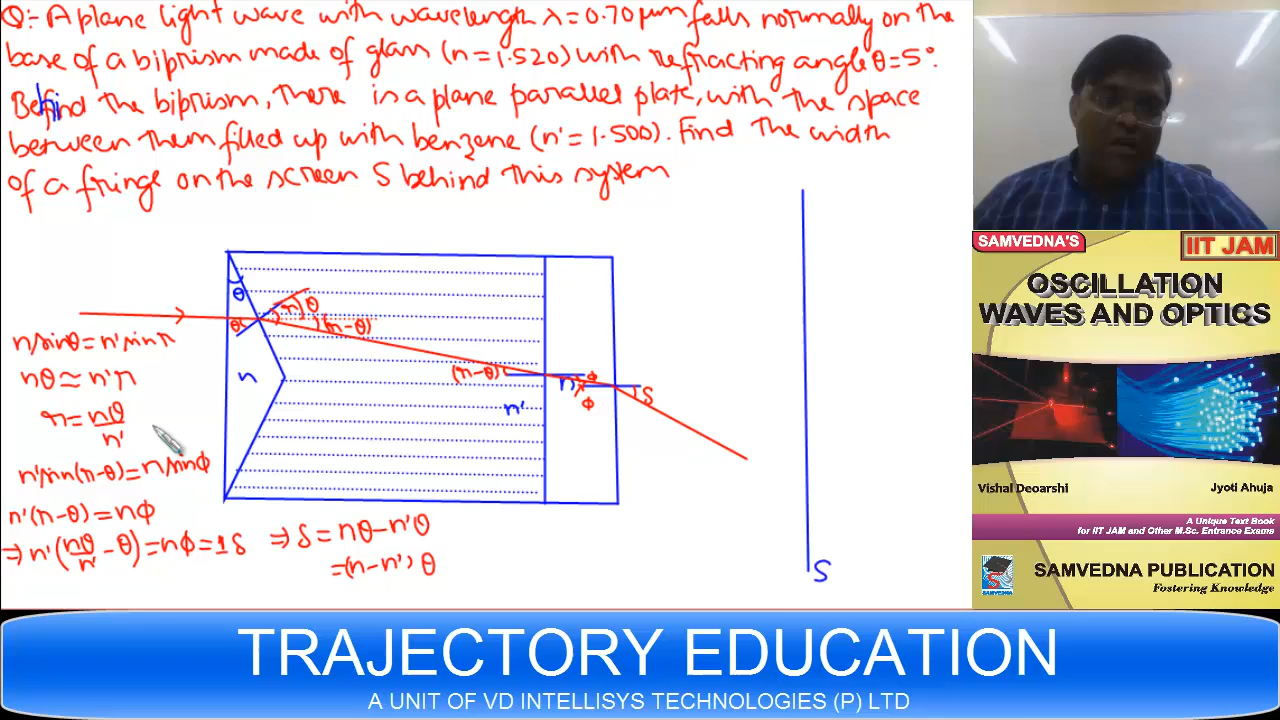 Q:- A plane light wave with wavelength λ=0.70 μm falls normally on the
base of a biprism made of glass (n=1.520) with refracting angle θ=5°.
Behind the biprism, there is a plane parallel plate, with the space
between them filled up with benzene (n'=1.500). Find the width
of a fringe on the screen S behind this system
θ
θ
r
θ
(r-θ)
n sinθ = n' sin r
nθ ≃ n'r
r = nθ/n'
n
n'
(r-θ)
n
φ
φ
δ
n' sin(r-θ) = n sinφ
n'(r-θ) = nφ
⇒ n'(nθ/n' - θ) = nφ = 1δ ⇒ δ = nθ - n'θ
= (n-n')θ
S
SAMVEDNA'S
IIT JAM
OSCILLATION
WAVES AND OPTICS
Vishal Deoarshi Jyoti Ahuja
A Unique Text Book
for IIT JAM and Other M.Sc. Entrance Exams
SAMVEDNA
SAMVEDNA PUBLICATION
Fostering Knowledge
TRAJECTORY EDUCATION
A UNIT OF VD INTELLISYS TECHNOLOGIES (P) LTD